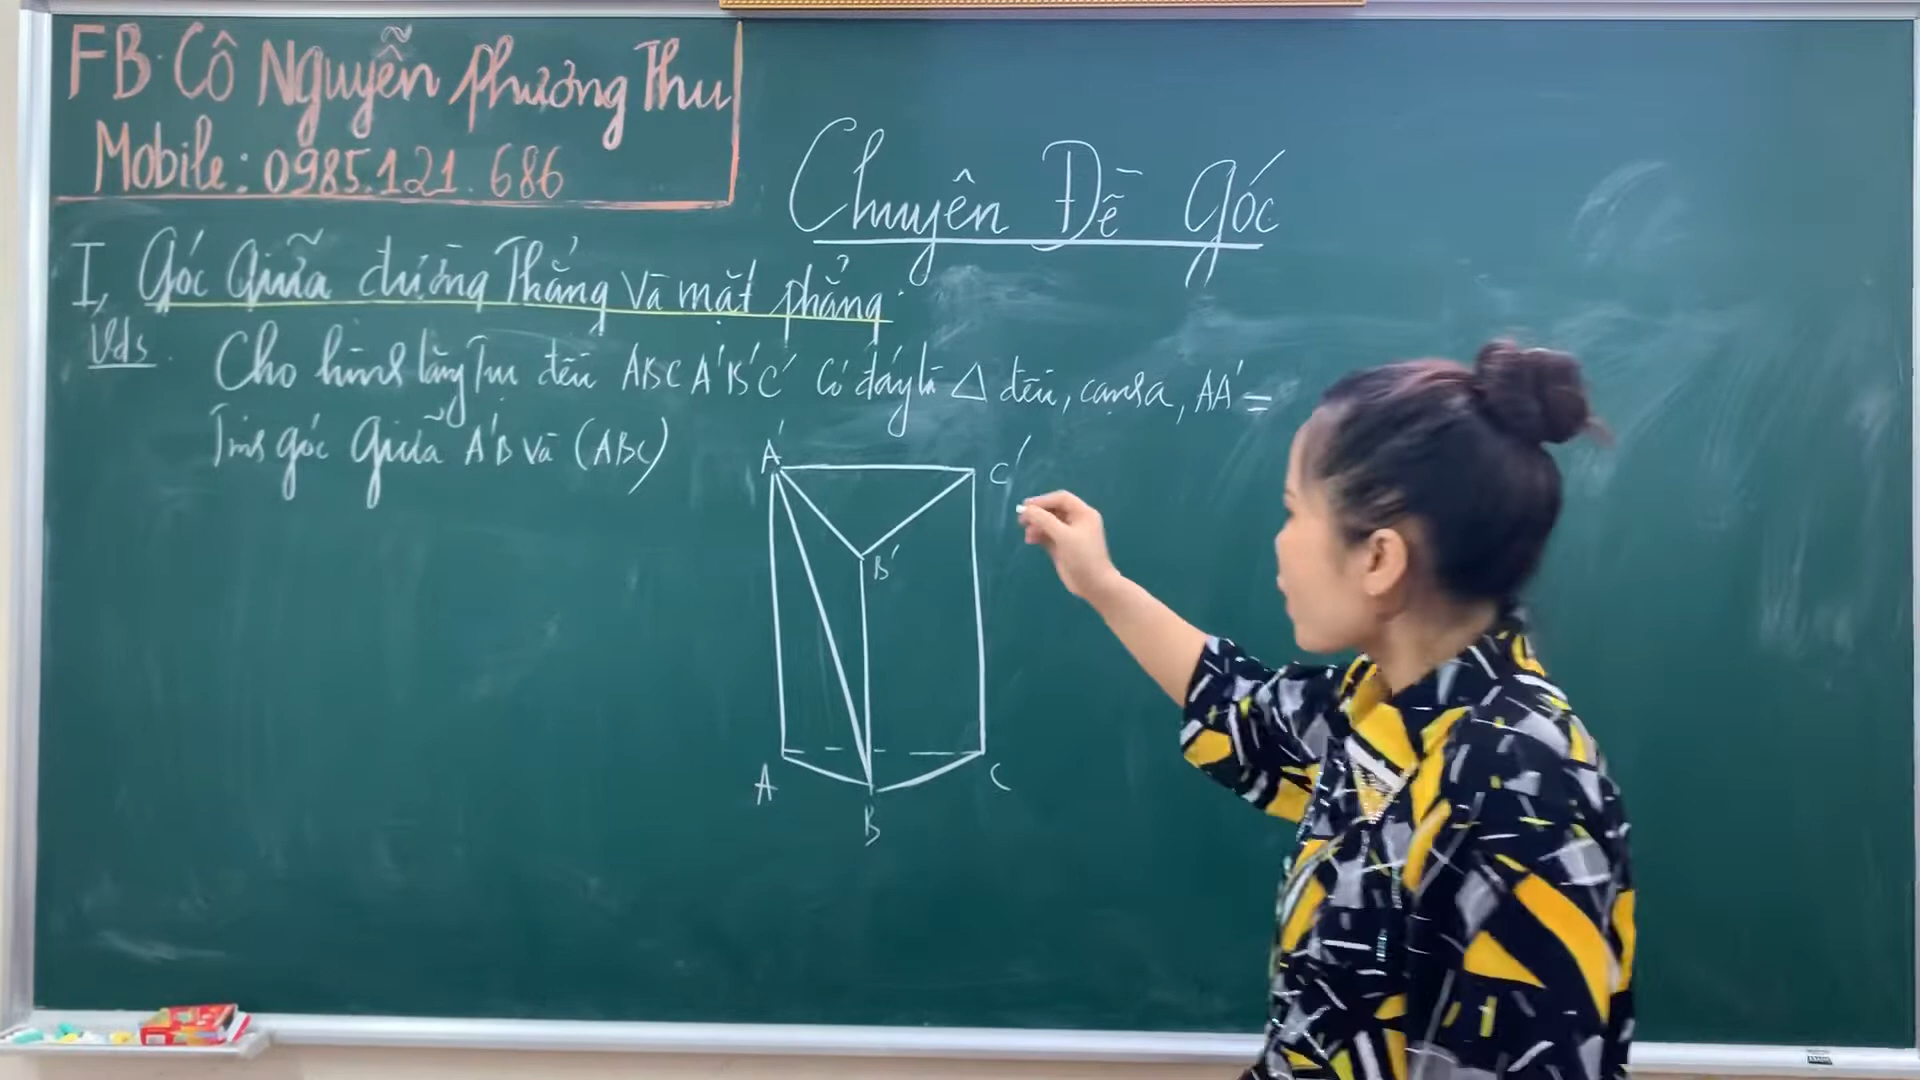 FB. Cô Nguyễn Phương Thu
Mobile: 0985.121.686
Chuyên Đề Góc
I, Góc Giữa đường Thẳng và mặt phẳng.
Cho hình lăng Trụ đều ABC A'B'C' có đáy là Δ đều, cạnh a, AA' =
Tính góc Giữa A'B và (ABC)
A'
C'
B'
A
C
B